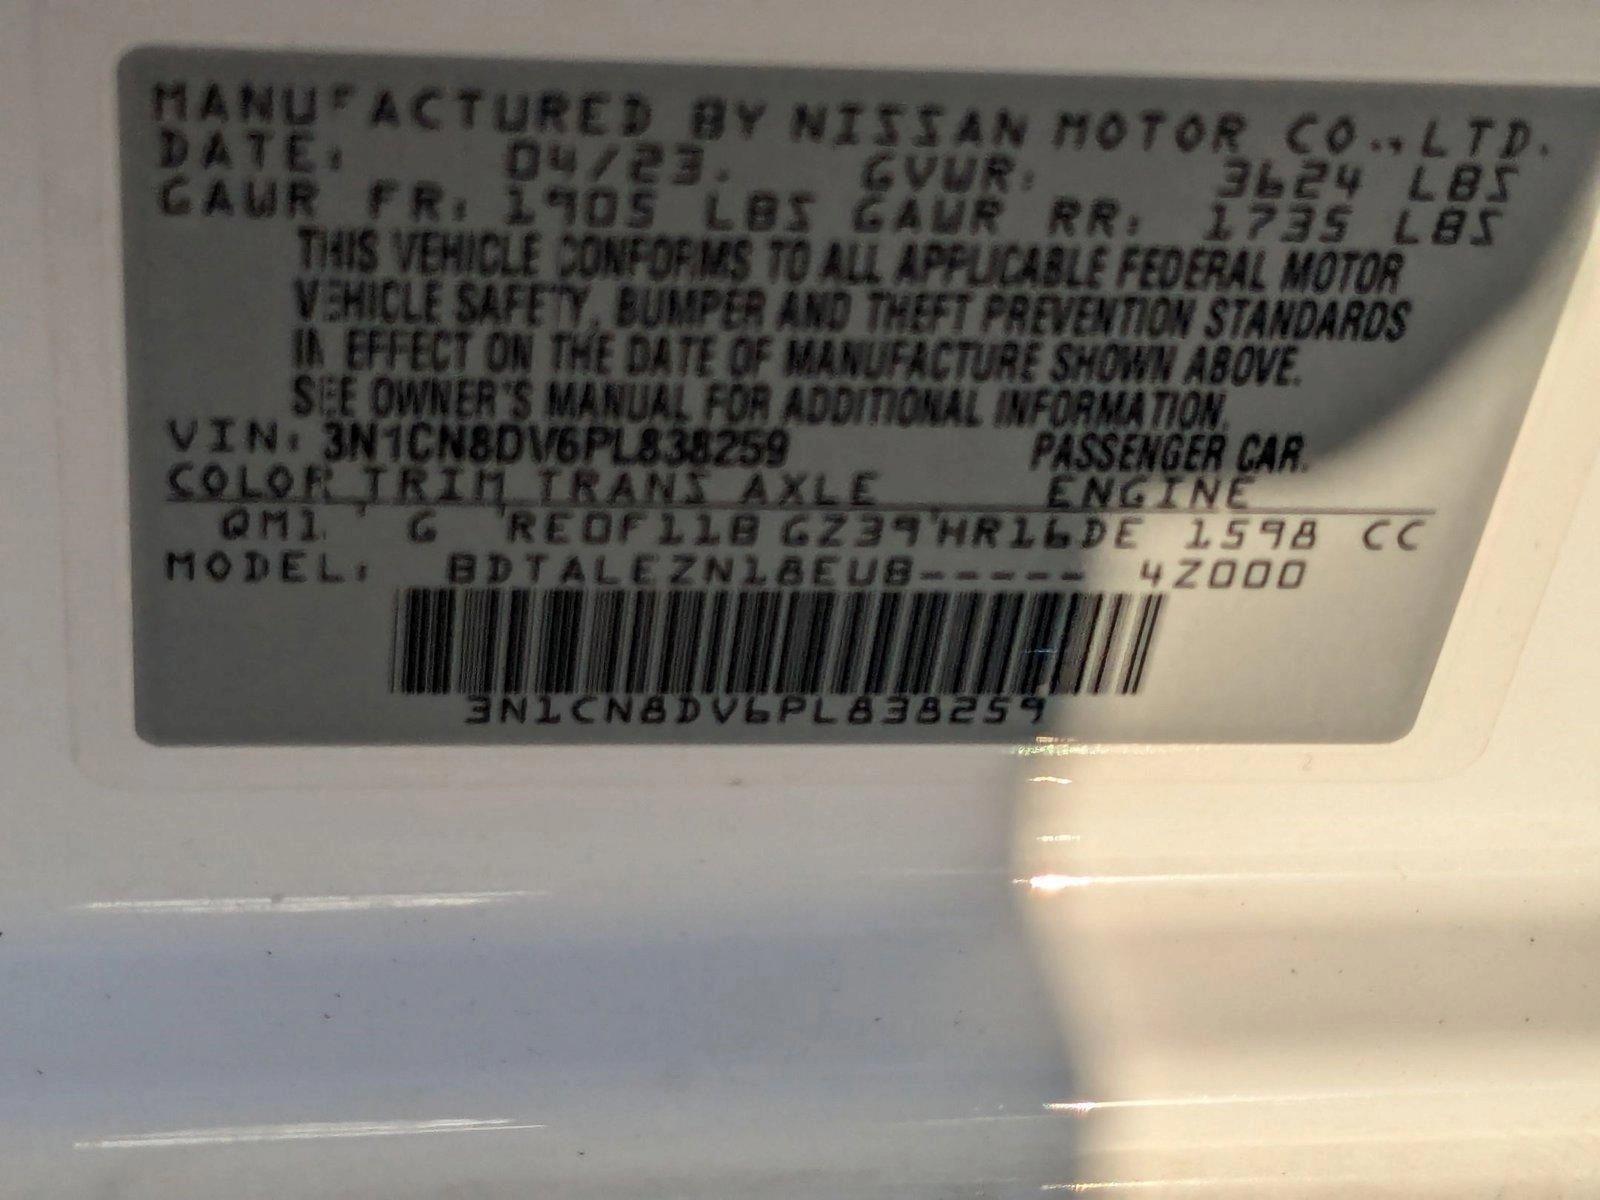 MANUFACTURED BY NISSAN MOTOR CO., LTD.
DATE: 04/23. GVWR: 3624 LBS
GAWR FR: 1905 LBS GAWR RR: 1735 LBS
THIS VEHICLE CONFORMS TO ALL APPLICABLE FEDERAL MOTOR
VEHICLE SAFETY, BUMPER AND THEFT PREVENTION STANDARDS
IN EFFECT ON THE DATE OF MANUFACTURE SHOWN ABOVE.
SEE OWNER'S MANUAL FOR ADDITIONAL INFORMATION.
VIN: 3N1CN8DV6PL838259 PASSENGER CAR.
COLOR TRIM TRANS AXLE ENGINE
QM1 G RE0F11B GZ39 HR16DE 1598 CC
MODEL: BDTALEZN18EUB----- 4Z000
3N1CN8DV6PL838259